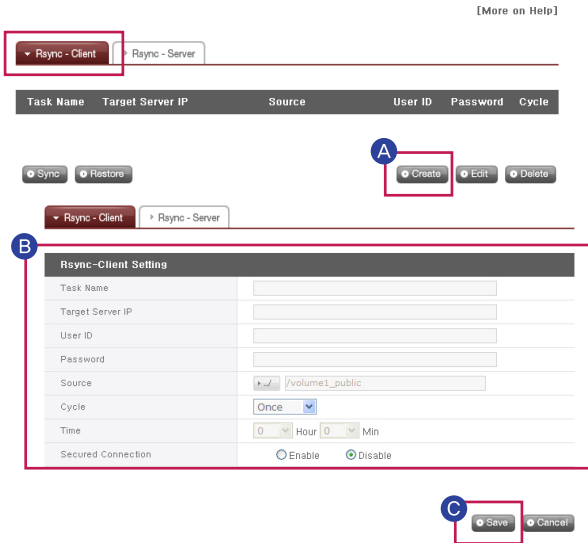 [More on Help]
Rsync - Client Rsync - Server
Task Name Target Server IP Source User ID Password Cycle
A
Sync Restore Create Edit Delete
Rsync - Client Rsync - Server
B
Rsync-Client Setting
Task Name
Target Server IP
User ID
Password
Source ../ /volume1_public
Cycle Once
Time 0 Hour 0 Min
Secured Connection Enable Disable
C
Save Cancel